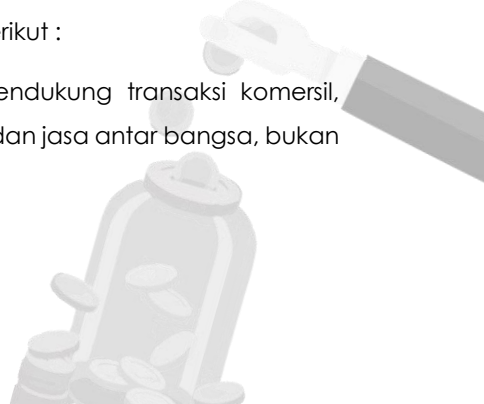 rikut :
endukung transaksi komersil,
dan jasa antar bangsa, bukan